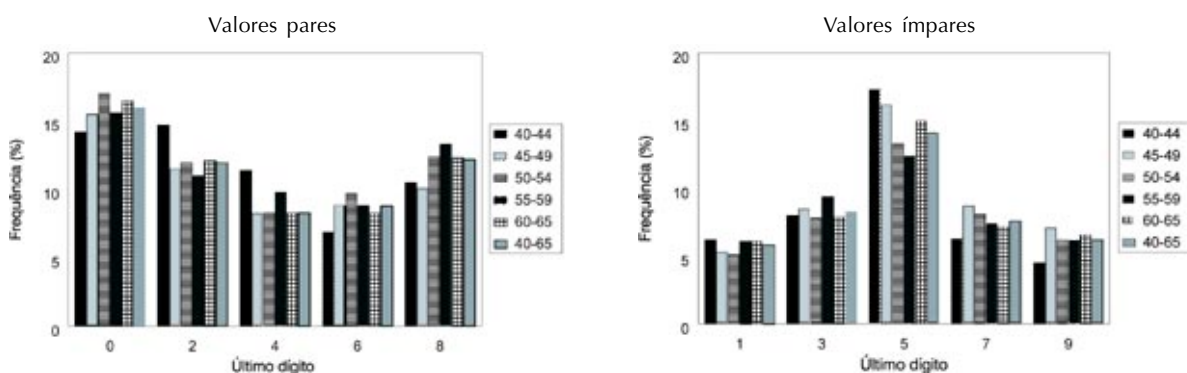 Valores pares
20
15
10
5
0
Frequência (%)
0 2 4 6 8
Último dígito
40-44
45-49
50-54
55-59
60-65
40-65
Valores ímpares
20
15
10
5
0
Frequência (%)
1 3 5 7 9
Último dígito
40-44
45-49
50-54
55-59
60-65
40-65